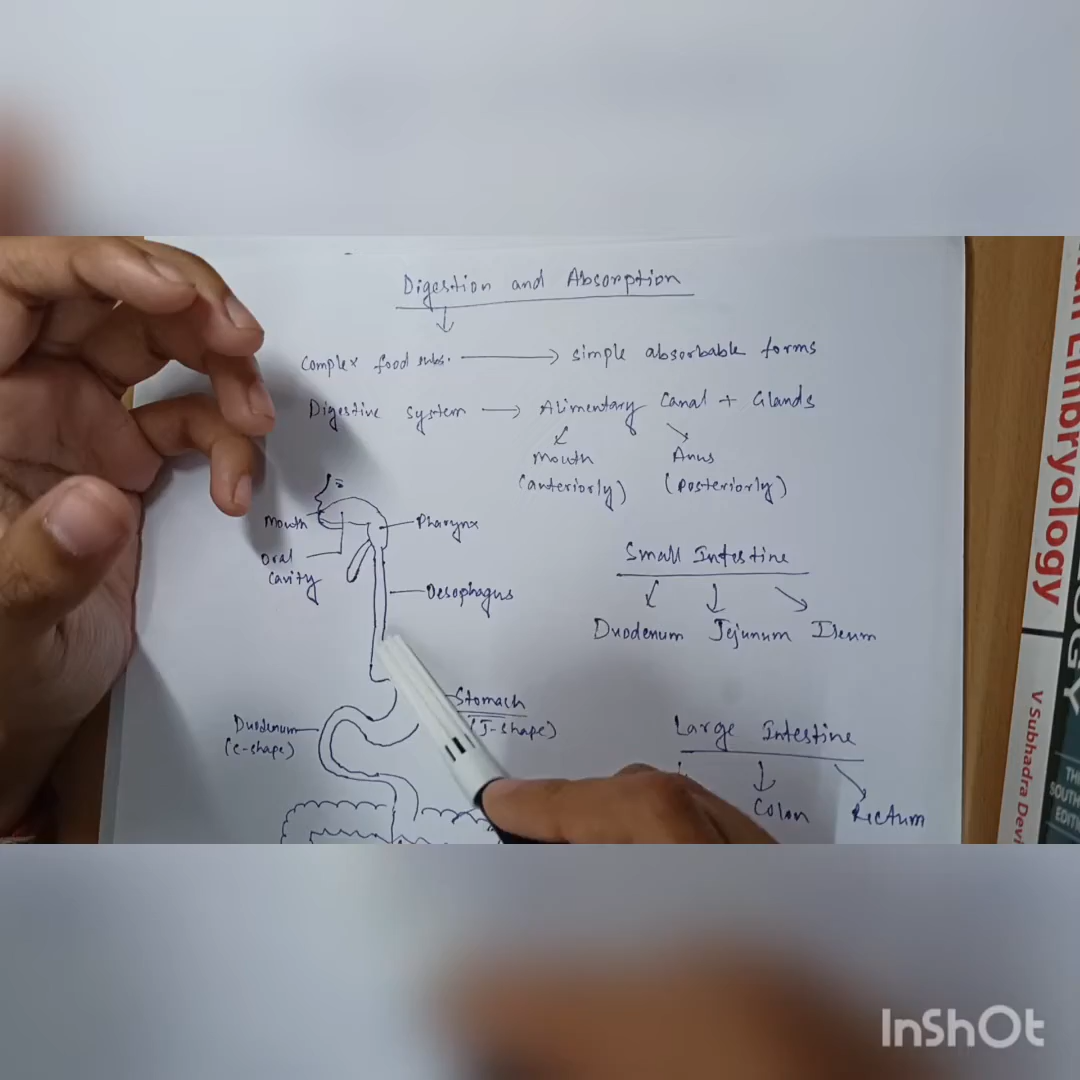 Digestion and Absorption
Complex food subs. → simple absorbable forms
Digestive system → Alimentary Canal + Glands
Mouth Anus
(anteriorly) (posteriorly)
Mouth
Pharynx
Oral
cavity
Oesophagus
Small Intestine
Duodenum Jejunum Ileum
Stomach
(J-shape)
Duodenum
(C-shape)
Large Intestine
Colon Rectum
Embryology
V Subhadra Devi
SOUTH
EDITI
InShOt